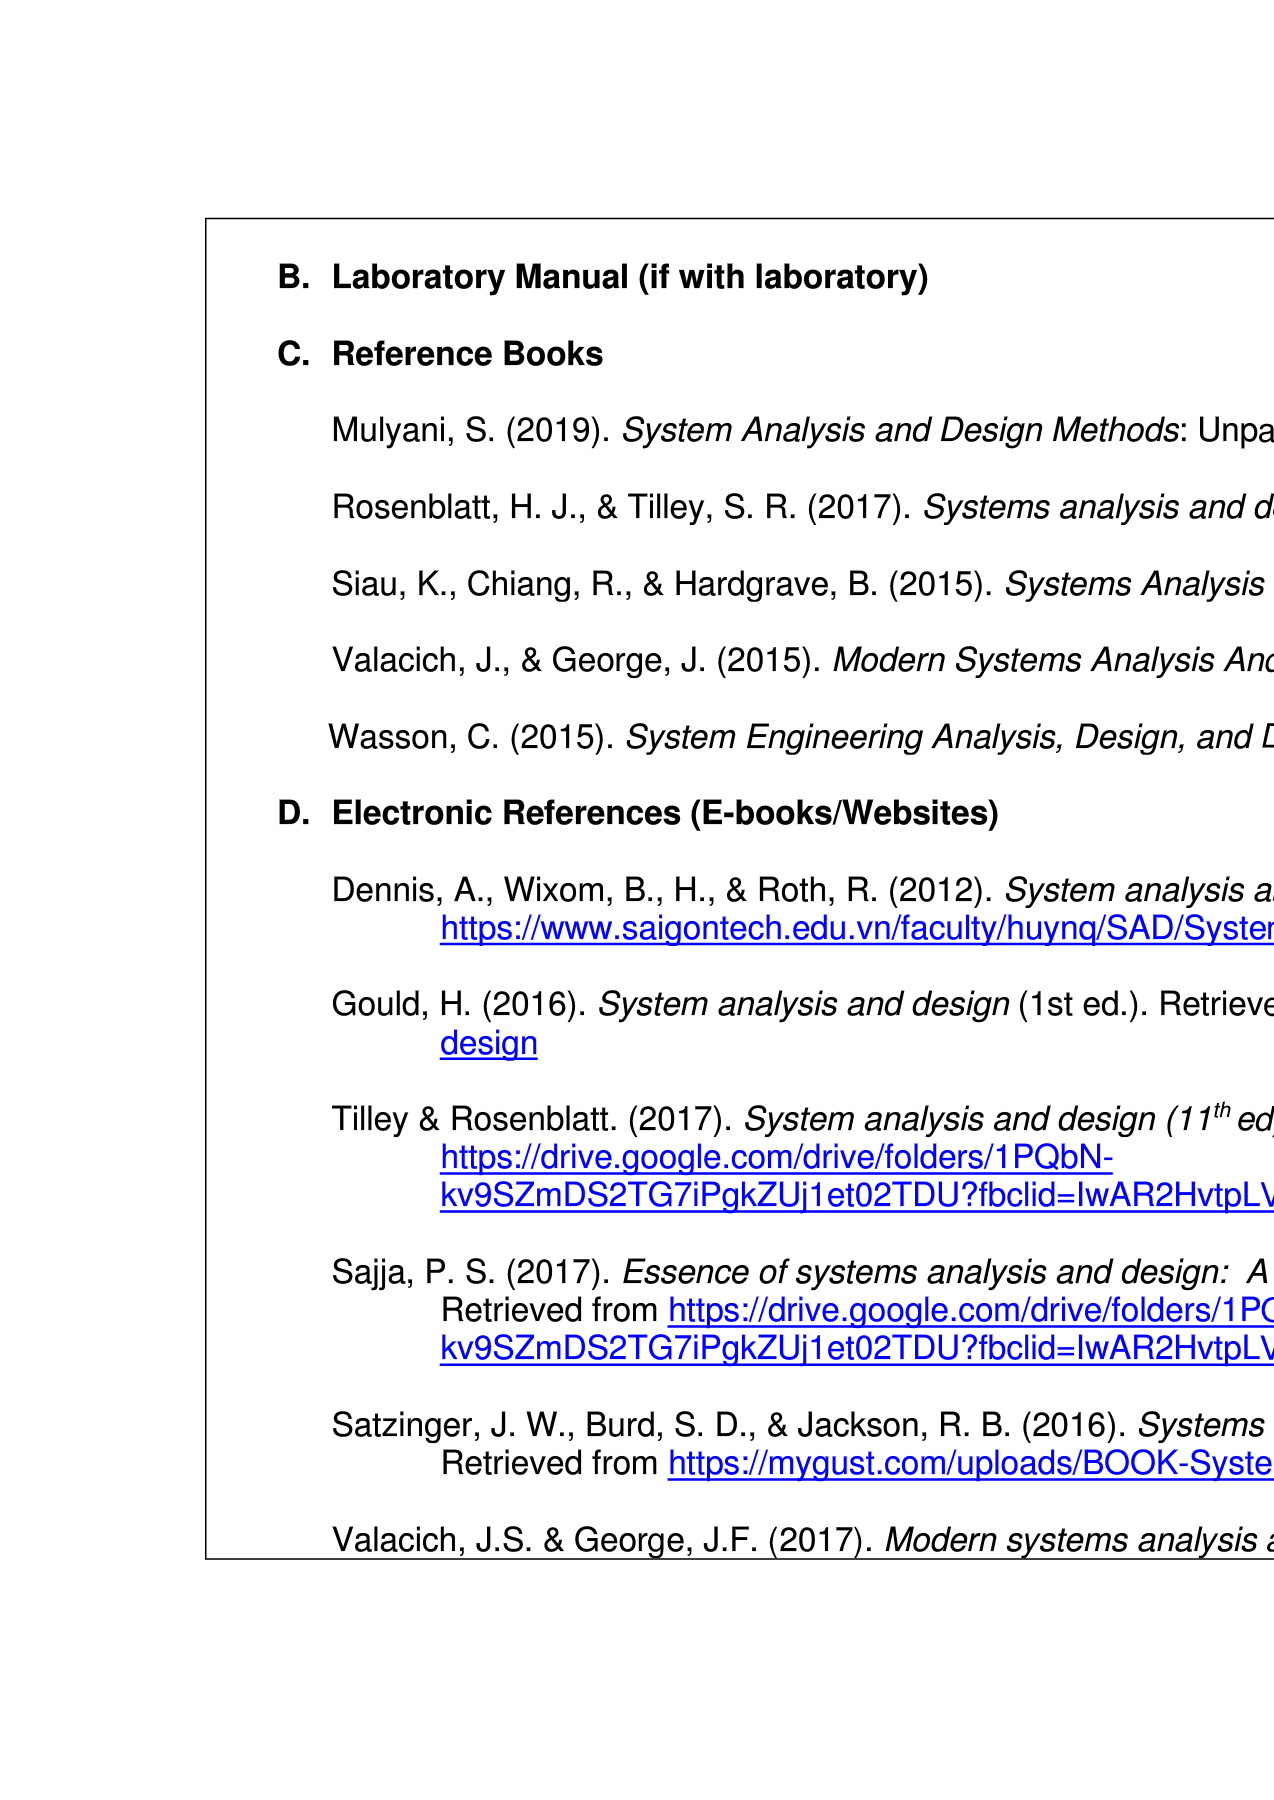 B. Laboratory Manual (if with laboratory)
C. Reference Books
Mulyani, S. (2019). System Analysis and Design Methods: Unpa
Rosenblatt, H. J., & Tilley, S. R. (2017). Systems analysis and d
Siau, K., Chiang, R., & Hardgrave, B. (2015). Systems Analysis
Valacich, J., & George, J. (2015). Modern Systems Analysis And
Wasson, C. (2015). System Engineering Analysis, Design, and D
D. Electronic References (E-books/Websites)
Dennis, A., Wixom, B., H., & Roth, R. (2012). System analysis a
https://www.saigontech.edu.vn/faculty/huynq/SAD/System
Gould, H. (2016). System analysis and design (1st ed.). Retrieve
design
Tilley & Rosenblatt. (2017). System analysis and design (11th ed
https://drive.google.com/drive/folders/1PQbN-
kv9SZmDS2TG7iPgkZUj1et02TDU?fbclid=IwAR2HvtpLV
Sajja, P. S. (2017). Essence of systems analysis and design: A
Retrieved from https://drive.google.com/drive/folders/1PQ
kv9SZmDS2TG7iPgkZUj1et02TDU?fbclid=IwAR2HvtpLV
Satzinger, J. W., Burd, S. D., & Jackson, R. B. (2016). Systems
Retrieved from https://mygust.com/uploads/BOOK-Syste
Valacich, J.S. & George, J.F. (2017). Modern systems analysis a